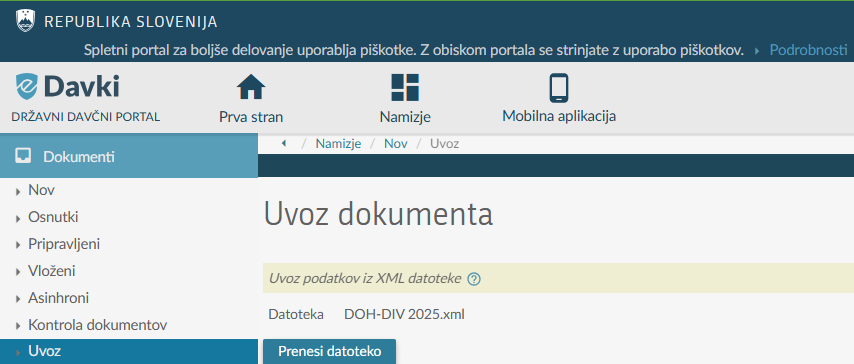 REPUBLIKA SLOVENIJA
Spletni portal za boljše delovanje uporablja piškotke. Z obiskom portala se strinjate z uporabo piškotkov. Podrobnosti
eDavki
DRŽAVNI DAVČNI PORTAL
Prva stran
Namizje
Mobilna aplikacija
Dokumenti
Nov
Osnutki
Pripravljeni
Vloženi
Asinhroni
Kontrola dokumentov
Uvoz
/ Namizje / Nov / Uvoz
Uvoz dokumenta
Uvoz podatkov iz XML datoteke ?
Datoteka DOH-DIV 2025.xml
Prenesi datoteko